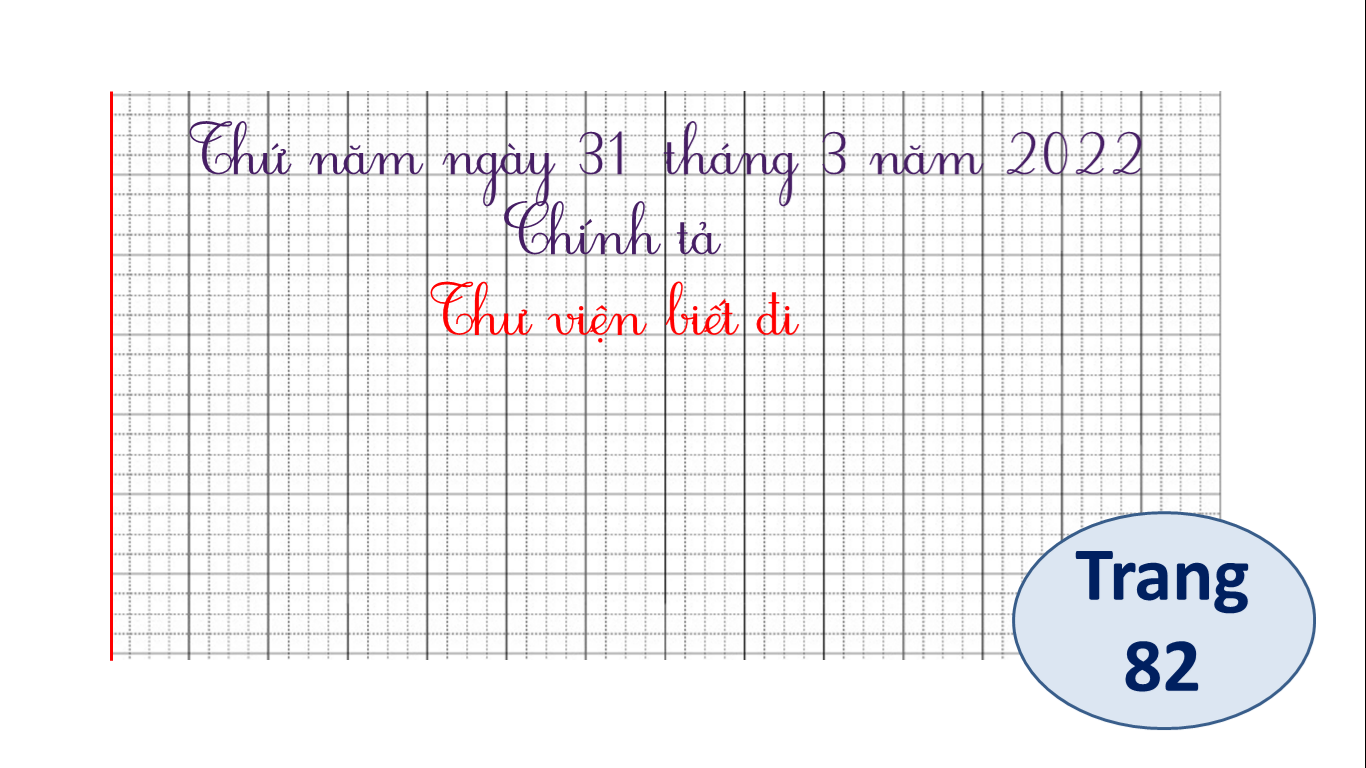 Thứ năm ngày 31 tháng 3 năm 2022
Chính tả
Thư viện biết đi
Trang
82